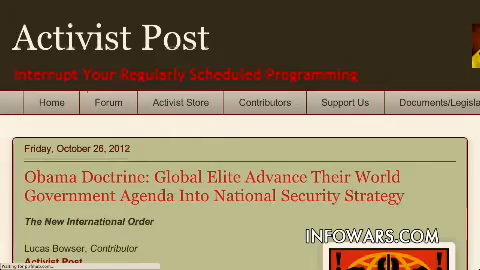 Activist Post
Interrupt Your Regularly Scheduled Programming
Home Forum Activist Store Contributors Support Us Documents/Legisla
Friday, October 26, 2012
Obama Doctrine: Global Elite Advance Their World
Government Agenda Into National Security Strategy
The New International Order
INFOWARS.COM
Lucas Bowser, Contributor
Activist Post